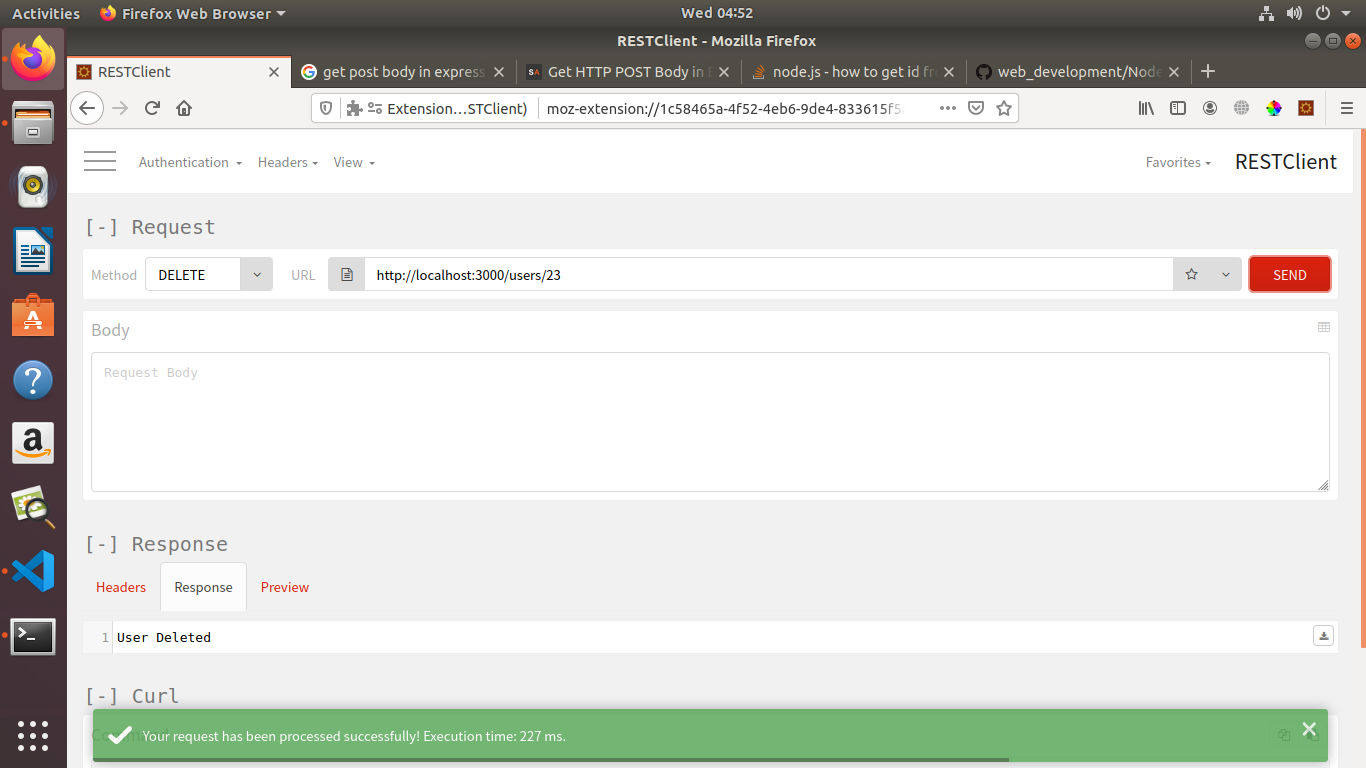 Activities Firefox Web Browser Wed 04:52
RESTClient - Mozilla Firefox
RESTClient get post body in express Get HTTP POST Body in node.js - how to get id web_development/Node
Extension…STClient) moz-extension://1c58465a-4f52-4eb6-9de4-833615f5
Authentication Headers View Favorites RESTClient
[-] Request
Method DELETE URL http://localhost:3000/users/23 SEND
Body
Request Body
[-] Response
Headers Response Preview
1 User Deleted
[-] Curl
Your request has been processed successfully! Execution time: 227 ms.